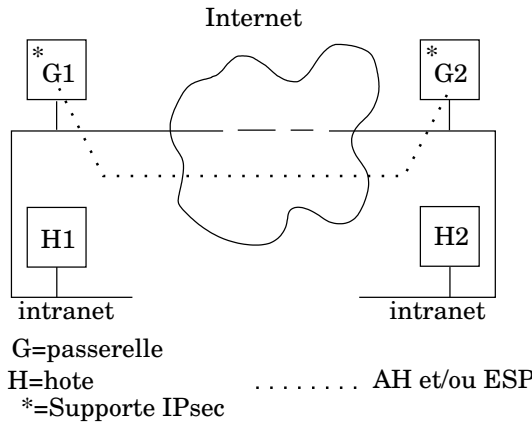 Internet
* G1
* G2
H1
H2
intranet
intranet
G=passerelle
H=hote
........ AH et/ou ESP
*=Supporte IPsec